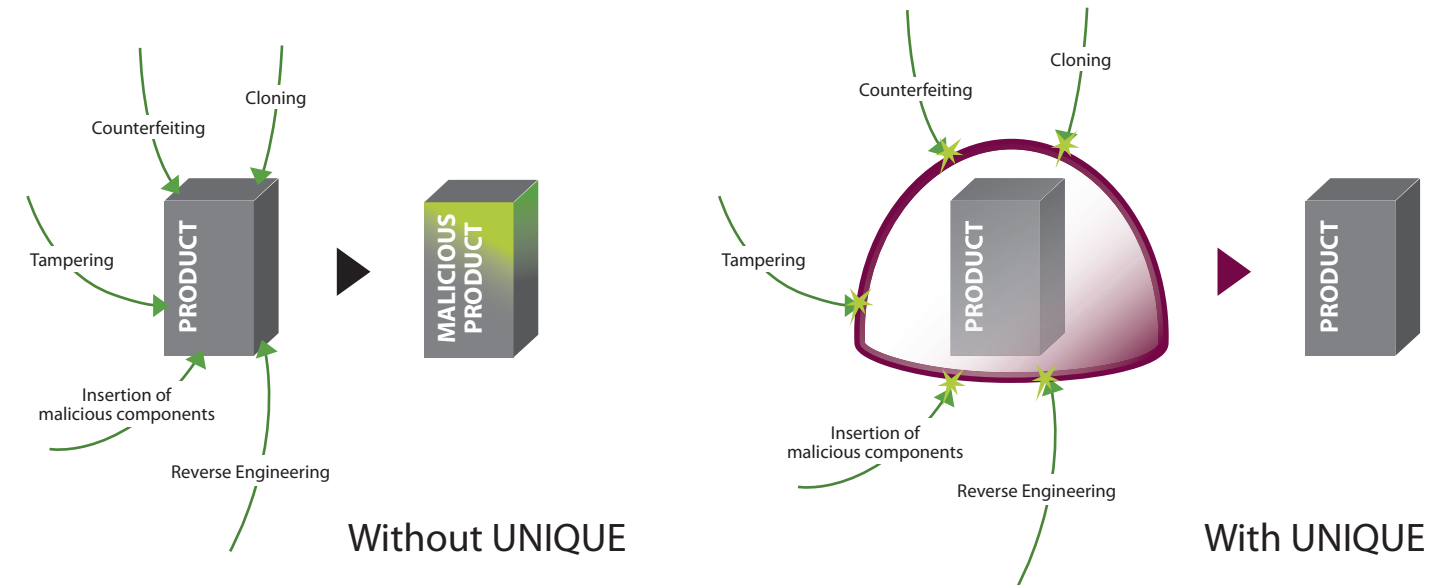 Cloning
Counterfeiting
Tampering
PRODUCT
MALICIOUS
PRODUCT
Insertion of
malicious components
Reverse Engineering
Without UNIQUE
Cloning
Counterfeiting
Tampering
PRODUCT
PRODUCT
Insertion of
malicious components
Reverse Engineering
With UNIQUE